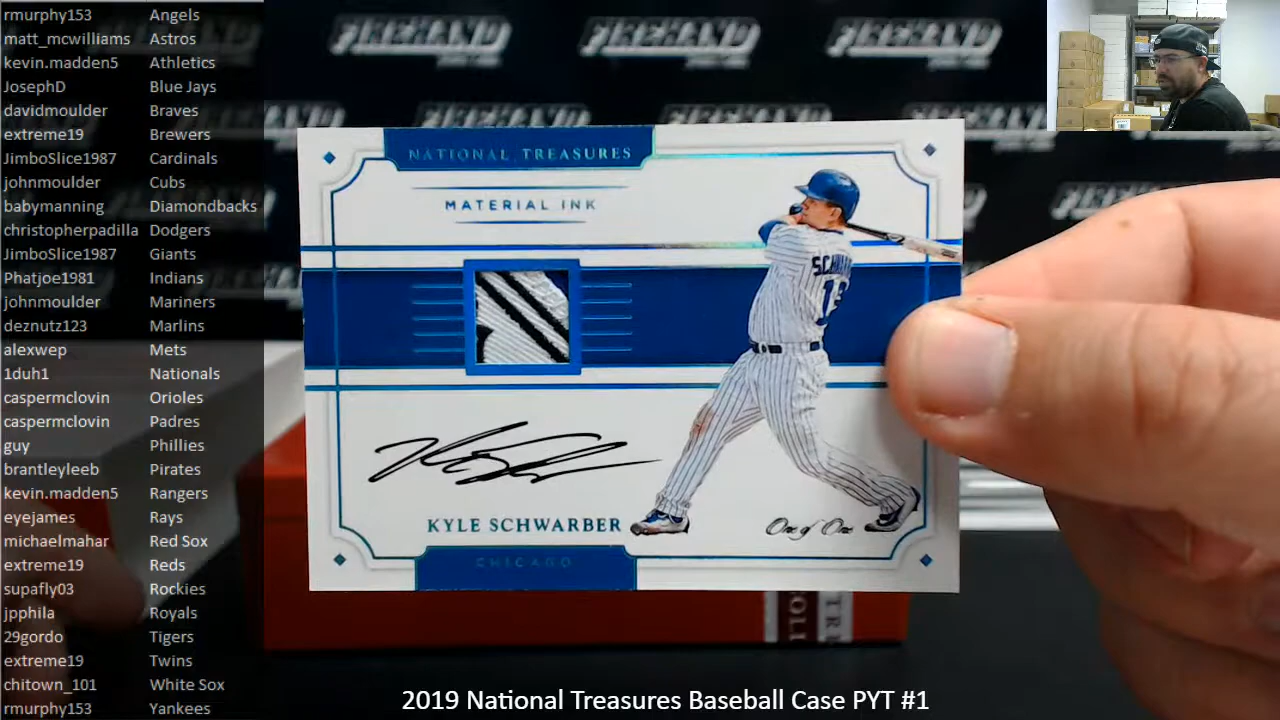 rmurphy153 Angels
matt_mcwilliams Astros
kevin.madden5 Athletics
JosephD Blue Jays
davidmoulder Braves
extreme19 Brewers
JimboSlice1987 Cardinals
johnmoulder Cubs
babymanning Diamondbacks
christopherpadilla Dodgers
JimboSlice1987 Giants
Phatjoe1981 Indians
johnmoulder Mariners
deznutz123 Marlins
alexwep Mets
1duh1 Nationals
caspermclovin Orioles
caspermclovin Padres
guy Phillies
brantleyleeb Pirates
kevin.madden5 Rangers
eyejames Rays
michaelmahar Red Sox
extreme19 Reds
supafly03 Rockies
jpphila Royals
29gordo Tigers
extreme19 Twins
chitown_101 White Sox
rmurphy153 Yankees
NATIONAL TREASURES
MATERIAL INK
KYLE SCHWARBER
One of One
CHICAGO
2019 National Treasures Baseball Case PYT #1